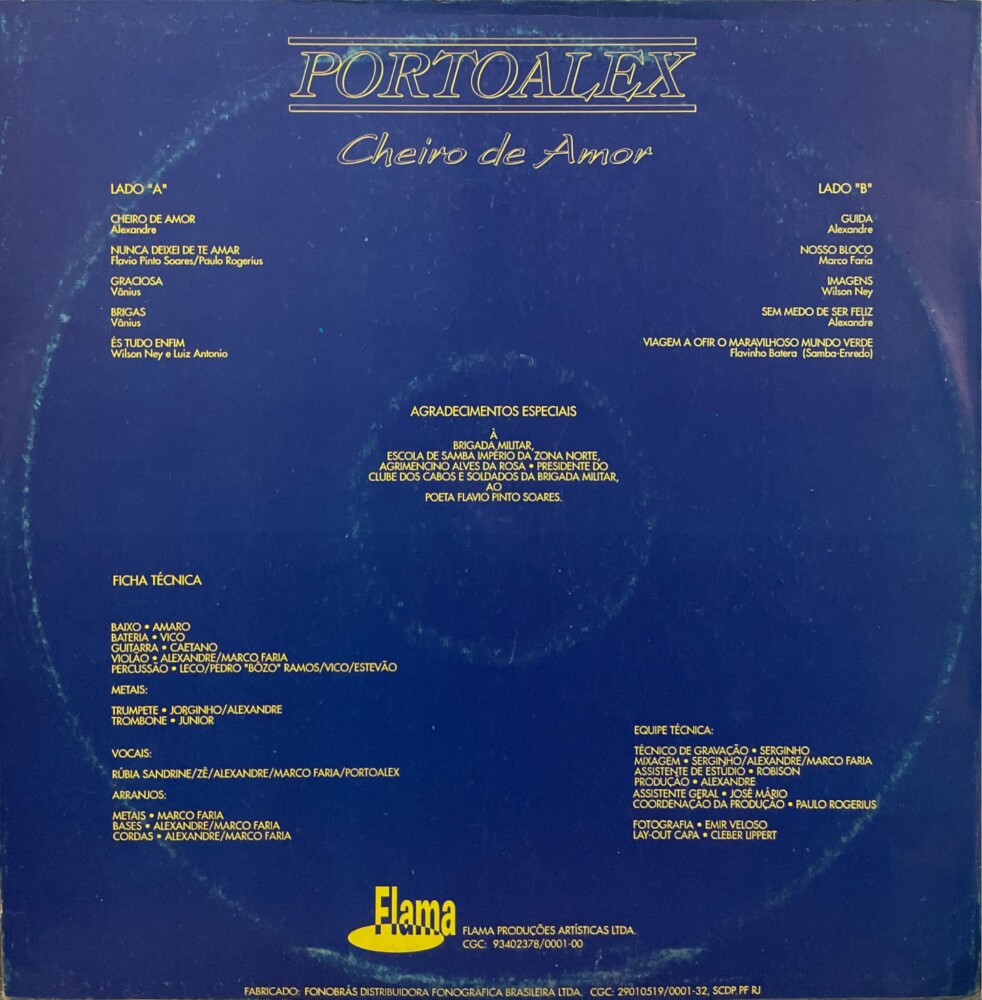 PORTOALEX
Cheiro de Amor
LADO "A"
CHEIRO DE AMOR
Alexandre
NUNCA DEIXEI DE TE AMAR
Flavio Pinto Soares/Paulo Rogerius
GRACIOSA
Vânius
BRIGAS
Vânius
ÉS TUDO ENFIM
Wilson Ney e Luiz Antonio
LADO "B"
GUIDA
Alexandre
NOSSO BLOCO
Marco Faria
IMAGENS
Wilson Ney
SEM MEDO DE SER FELIZ
Alexandre
VIAGEM A OFIR O MARAVILHOSO MUNDO VERDE
Flavinho Batera (Samba-Enredo)
AGRADECIMENTOS ESPECIAIS
À
BRIGADA MILITAR,
ESCOLA DE SAMBA IMPÉRIO DA ZONA NORTE,
AGRIMENCINO ALVES DA ROSA • PRESIDENTE DO
CLUBE DOS CABOS E SOLDADOS DA BRIGADA MILITAR,
AO
POETA FLAVIO PINTO SOARES.
FICHA TÉCNICA
BAIXO • AMARO
BATERIA • VICO
GUITARRA • CAETANO
VIOLÃO • ALEXANDRE/MARCO FARIA
PERCUSSÃO • LECO/PEDRO "BOZO" RAMOS/VICO/ESTEVÃO
METAIS:
TRUMPETE • JORGINHO/ALEXANDRE
TROMBONE • JÚNIOR
VOCAIS:
RÚBIA SANDRINE/ZÊ/ALEXANDRE/MARCO FARIA/PORTOALEX
ARRANJOS:
METAIS • MARCO FARIA
BASES • ALEXANDRE/MARCO FARIA
CORDAS • ALEXANDRE/MARCO FARIA
EQUIPE TÉCNICA:
TÉCNICO DE GRAVAÇÃO • SERGINHO
MIXAGEM • SERGINHO/ALEXANDRE/MARCO FARIA
ASSISTENTE DE ESTÚDIO • ROBISON
PRODUÇÃO • ALEXANDRE
ASSISTENTE GERAL • JOSÉ MÁRIO
COORDENAÇÃO DA PRODUÇÃO • PAULO ROGERIUS
FOTOGRAFIA • EMIR VELOSO
LAY-OUT CAPA • CLEBER LIPPERT
Flama
FLAMA PRODUÇÕES ARTÍSTICAS LTDA.
CGC: 93402378/0001-00
FABRICADO: FONOBRÁS DISTRIBUIDORA FONOGRÁFICA BRASILEIRA LTDA. CGC: 29010519/0001-32, SCDP. PF RJ